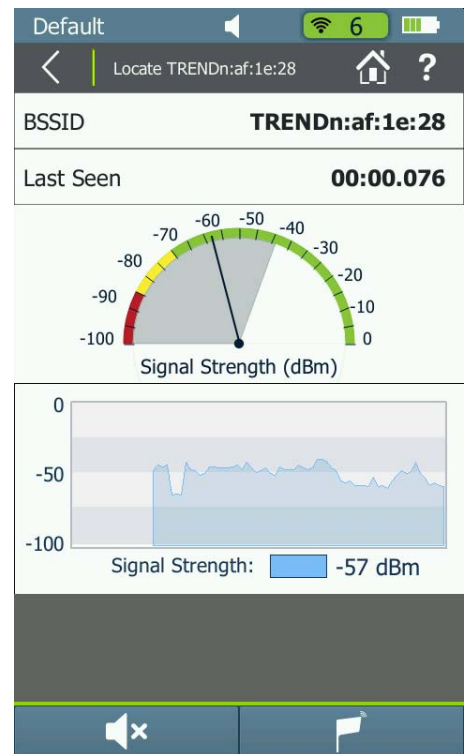 Default 6
Locate TRENDn:af:1e:28 ?
BSSID TRENDn:af:1e:28
Last Seen 00:00.076
-100 -90 -80 -70 -60 -50 -40 -30 -20 -10 0
Signal Strength (dBm)
0
-50
-100
Signal Strength: -57 dBm